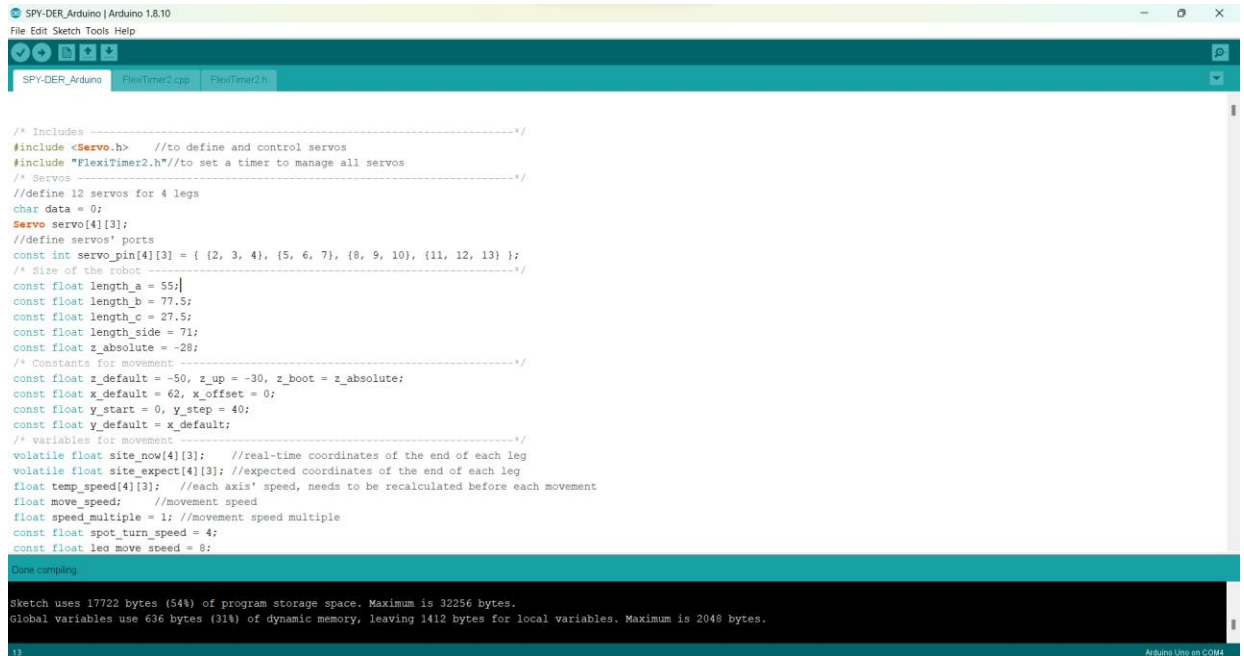 SPY-DER_Arduino | Arduino 1.8.10
File Edit Sketch Tools Help
SPY-DER_Arduino FlexiTimer2.cpp FlexiTimer2.h
/* Includes ------------------------------------------------------------------*/
#include <Servo.h>    //to define and control servos
#include "FlexiTimer2.h"//to set a timer to manage all servos
/* Servos --------------------------------------------------------------------*/
//define 12 servos for 4 legs
char data = 0;
Servo servo[4][3];
//define servos' ports
const int servo_pin[4][3] = { {2, 3, 4}, {5, 6, 7}, {8, 9, 10}, {11, 12, 13} };
/* Size of the robot ---------------------------------------------------------*/
const float length_a = 55;
const float length_b = 77.5;
const float length_c = 27.5;
const float length_side = 71;
const float z_absolute = -28;
/* Constants for movement ----------------------------------------------------*/
const float z_default = -50, z_up = -30, z_boot = z_absolute;
const float x_default = 62, x_offset = 0;
const float y_start = 0, y_step = 40;
const float y_default = x_default;
/* variables for movement ----------------------------------------------------*/
volatile float site_now[4][3];    //real-time coordinates of the end of each leg
volatile float site_expect[4][3]; //expected coordinates of the end of each leg
float temp_speed[4][3];   //each axis' speed, needs to be recalculated before each movement
float move_speed;     //movement speed
float speed_multiple = 1; //movement speed multiple
const float spot_turn_speed = 4;
const float leg_move_speed = 8;
Done compiling.
Sketch uses 17722 bytes (54%) of program storage space. Maximum is 32256 bytes.
Global variables use 636 bytes (31%) of dynamic memory, leaving 1412 bytes for local variables. Maximum is 2048 bytes.
13 Arduino Uno on COM4